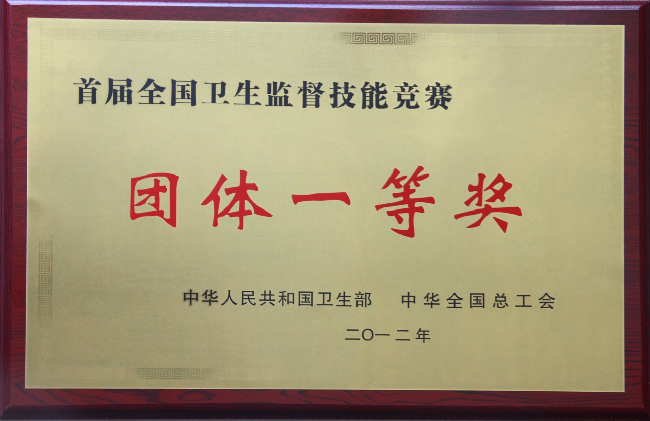 首届全国卫生监督技能竞赛
团体一等奖
中华人民共和国卫生部 中华全国总工会
二〇一二年